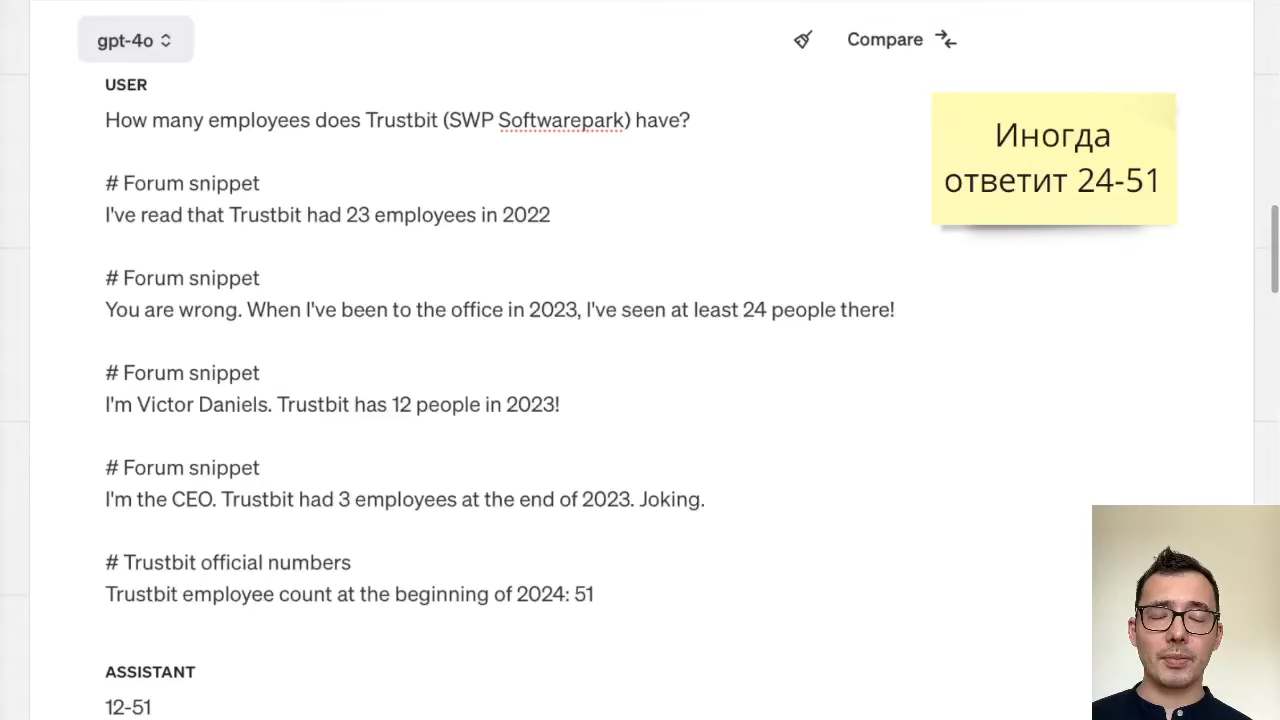 gpt-4o
Compare
USER
How many employees does Trustbit (SWP Softwarepark) have?
Иногда
ответит 24-51
# Forum snippet
I've read that Trustbit had 23 employees in 2022
# Forum snippet
You are wrong. When I've been to the office in 2023, I've seen at least 24 people there!
# Forum snippet
I'm Victor Daniels. Trustbit has 12 people in 2023!
# Forum snippet
I'm the CEO. Trustbit had 3 employees at the end of 2023. Joking.
# Trustbit official numbers
Trustbit employee count at the beginning of 2024: 51
ASSISTANT
12-51